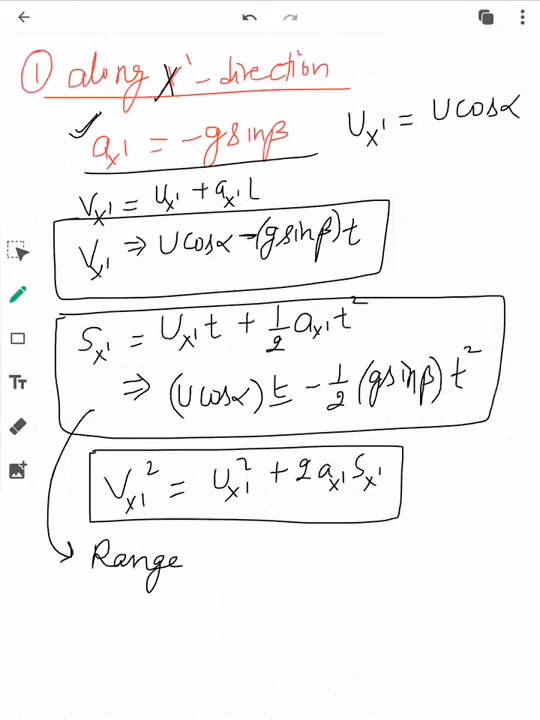 ① along x' - direction
a_x' = -g sinβ
U_x' = U cosα
V_x' = U_x' + a_x' t
V_x' ⇒ U cosα - (g sinβ) t
S_x' = U_x' t + 1/2 a_x' t²
⇒ (U cosα) t - 1/2 (g sinβ) t²
V_x'² = U_x'² + 2 a_x' S_x'
Range
TT